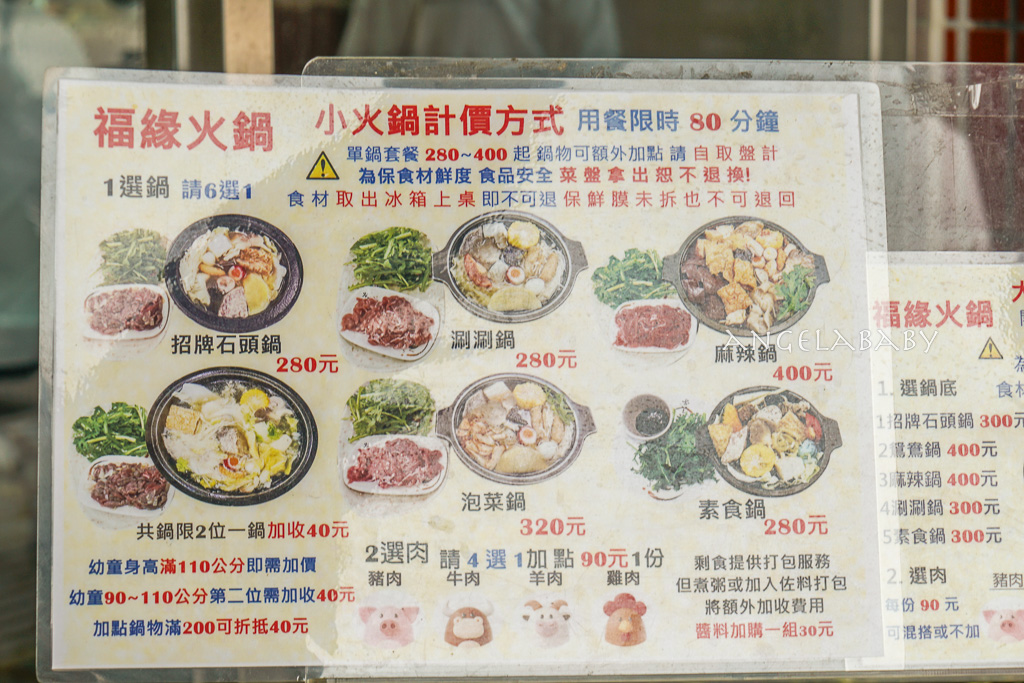 福緣火鍋
小火鍋計價方式 用餐限時 80 分鐘
單鍋套餐 280~400 起 鍋物可額外加點 請 自取盤計
為保食材鮮度 食品安全 菜盤拿出恕不退換!
食材取出冰箱上桌即不可退 保鮮膜未拆也不可退回
1選鍋 請6選1
招牌石頭鍋
280元
涮涮鍋
280元
麻辣鍋
400元
共鍋限2位一鍋加收40元
泡菜鍋
320元
素食鍋
280元
幼童身高滿110公分即需加價
幼童90~110公分第二位需加收40元
加點鍋物滿200可折抵40元
2選肉 請 4 選 1加點 90元1份
豬肉 牛肉 羊肉 雞肉
剩食提供打包服務
但煮粥或加入佐料打包
將額外加收費用
醬料加購一組30元
ANGELABABY
福緣火鍋
1. 選鍋底
食材
1招牌石頭鍋 300元
2鴛鴦鍋 400元
3麻辣鍋 400元
4涮涮鍋 300元
5素食鍋 300元
2. 選肉
豬肉
每份 90 元
可混搭或不加